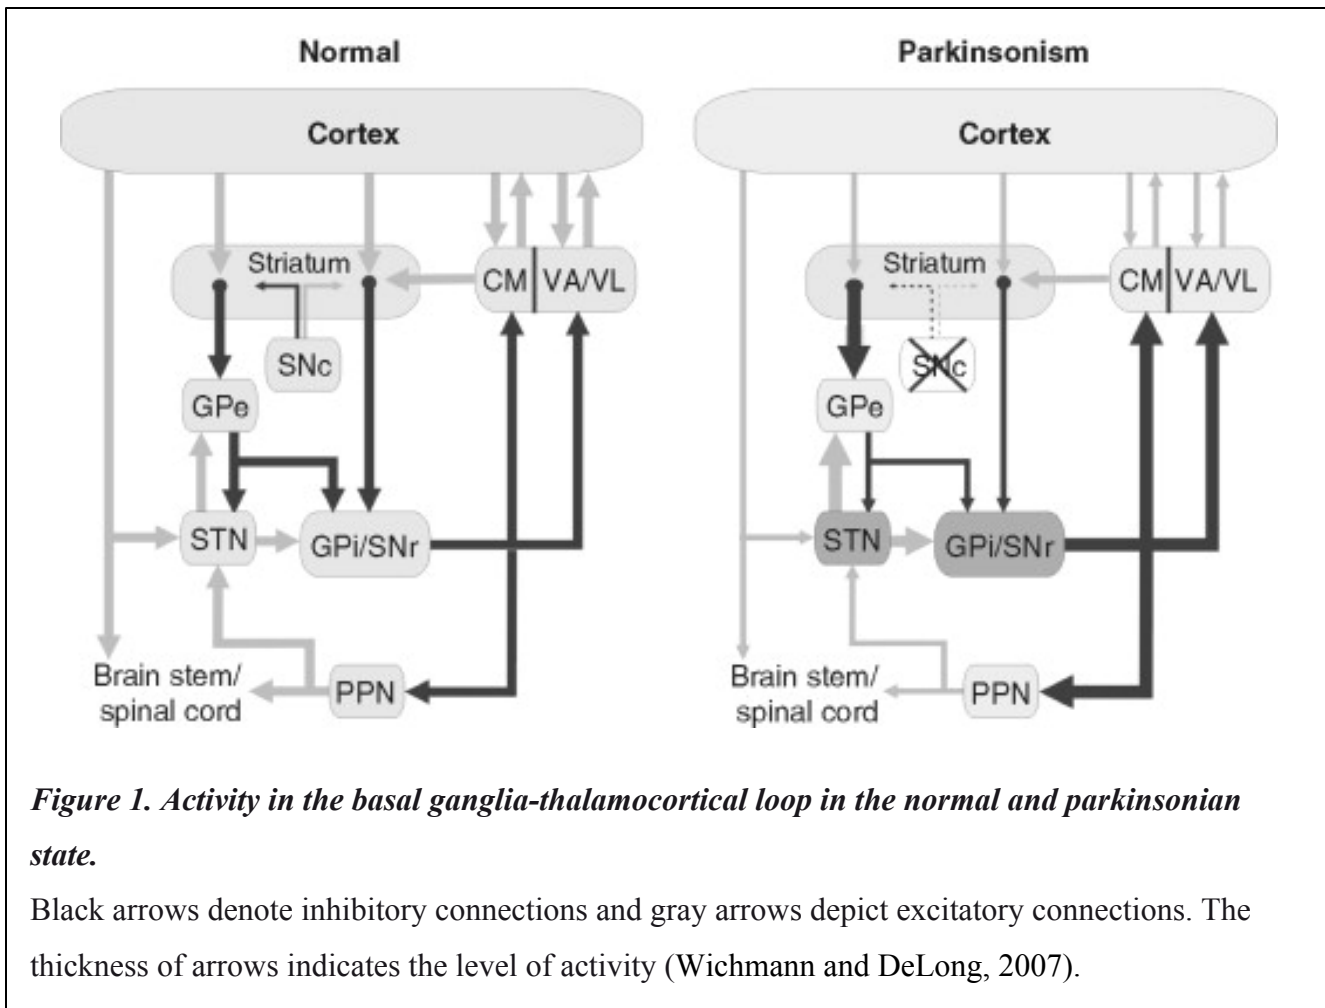 Normal
Cortex
Striatum
CM
VA/VL
SNc
GPe
STN
GPi/SNr
Brain stem/
spinal cord
PPN
Parkinsonism
Cortex
Striatum
CM
VA/VL
SNc
GPe
STN
GPi/SNr
Brain stem/
spinal cord
PPN
Figure 1. Activity in the basal ganglia-thalamocortical loop in the normal and parkinsonian
state.
Black arrows denote inhibitory connections and gray arrows depict excitatory connections. The
thickness of arrows indicates the level of activity (Wichmann and DeLong, 2007).